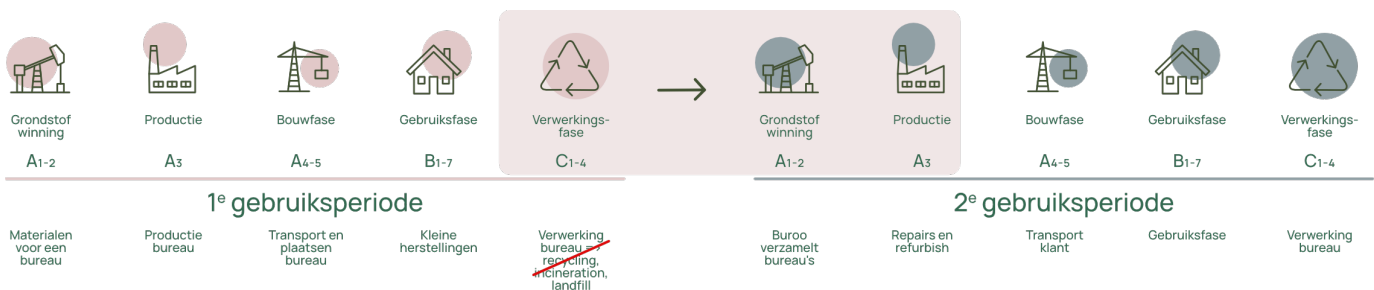 Grondstof
winning
A1-2
Productie
A3
Bouwfase
A4-5
Gebruiksfase
B1-7
Verwerkings-
fase
C1-4
Grondstof
winning
A1-2
Productie
A3
Bouwfase
A4-5
Gebruiksfase
B1-7
Verwerkings-
fase
C1-4
1e gebruiksperiode
2e gebruiksperiode
Materialen
voor een
bureau
Productie
bureau
Transport en
plaatsen
bureau
Kleine
herstellingen
Verwerking
bureau =>
recycling,
incineration,
landfill
Buroo
verzamelt
bureau's
Repairs en
refurbish
Transport
klant
Gebruiksfase
Verwerking
bureau